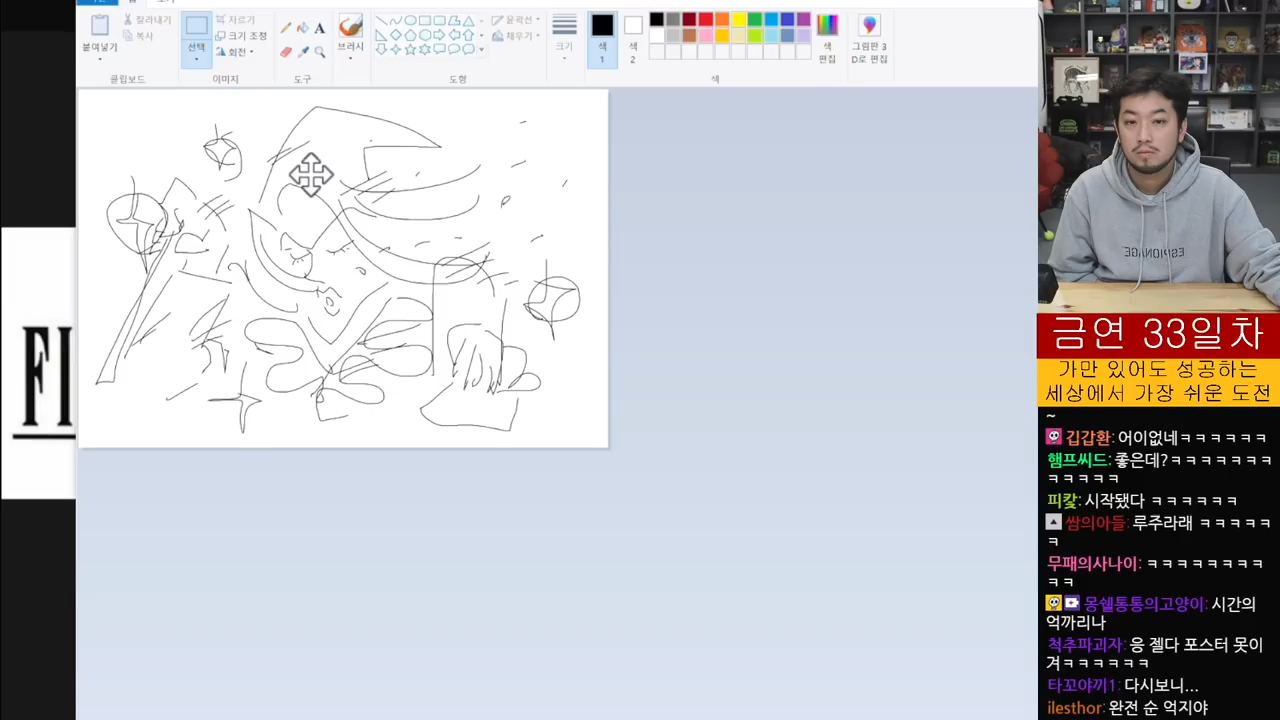 붙여넣기
잘라내기
복사
클립보드
선택
자르기
크기 조정
회전
이미지
A
도구
브러시
윤곽선
채우기
도형
크기
색
1
색
2
색
편집
그림판 3
D로 편집
색
FI
ESPIONAGE
금연 33일차
가만 있어도 성공하는
세상에서 가장 쉬운 도전
~
김갑환: 어이없네ㅋㅋㅋㅋㅋㅋ
햄프씨드: 좋은데?ㅋㅋㅋㅋㅋㅋㅋ
ㅋㅋㅋㅋㅋ
피캋: 시작됐다 ㅋㅋㅋㅋㅋㅋ
쌈의아들: 루주라래 ㅋㅋㅋㅋㅋ
ㅋ
무패의사나이: ㅋㅋㅋㅋㅋㅋㅋㅋ
ㅋㅋ
몽쉘통통의고양이: 시간의
억까리나
척추파괴자: 응 젤다 포스터 못이
겨ㅋㅋㅋㅋㅋㅋ
타꼬야끼1: 다시보니...
ilesthor: 완전 순 억지야